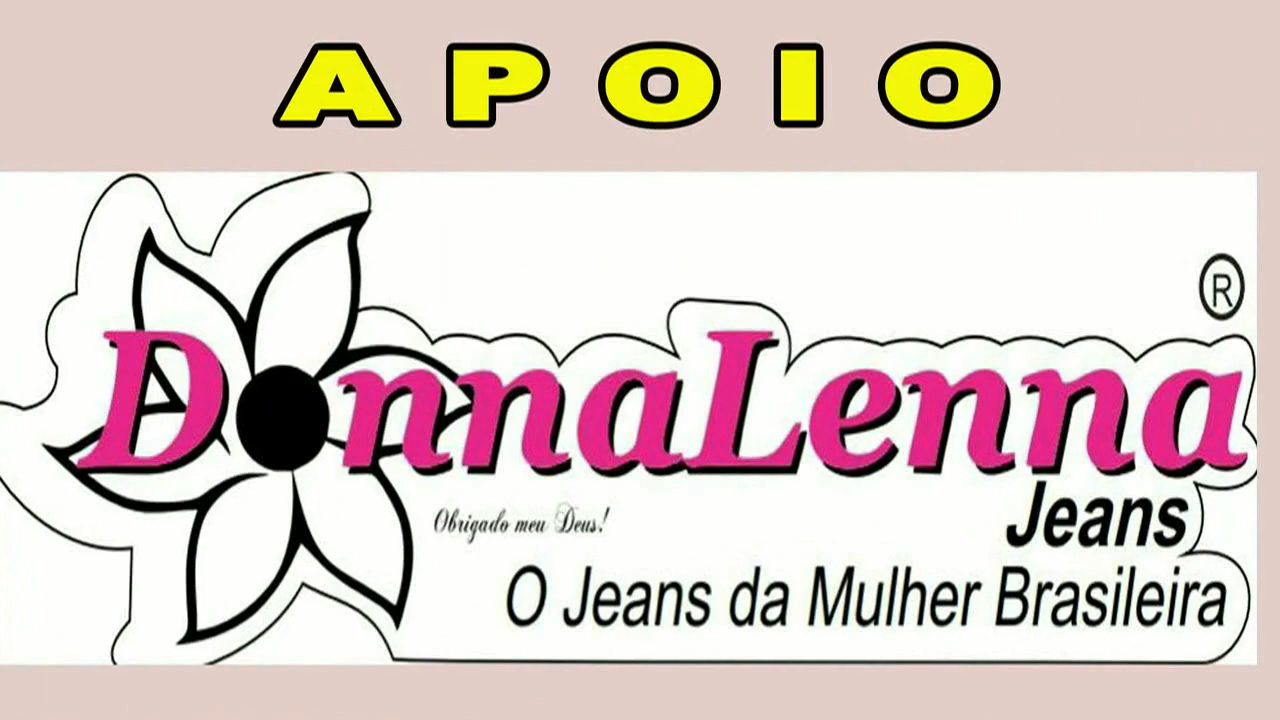 APOIO
®
DonnaLenna
Jeans
Obrigado meu Deus!
O Jeans da Mulher Brasileira